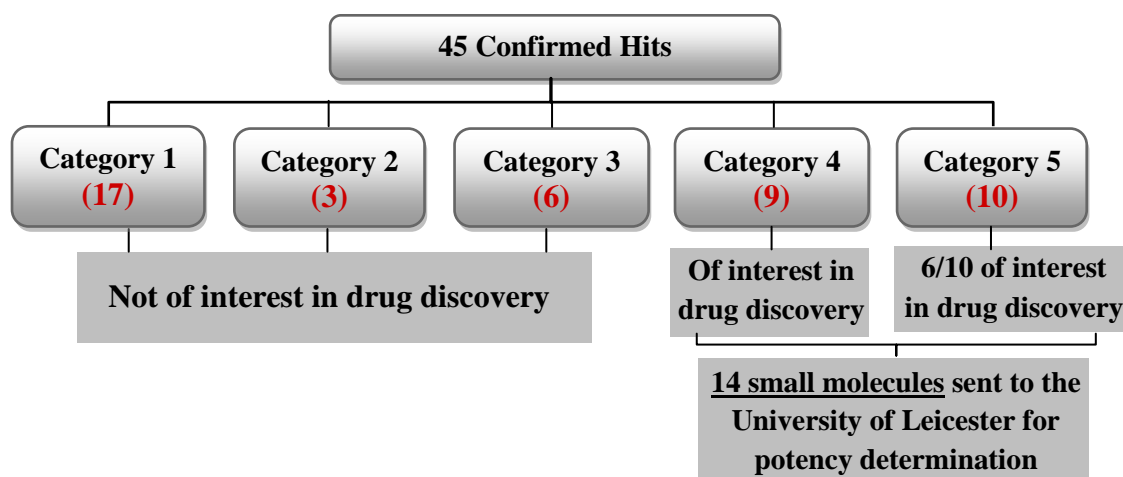 45 Confirmed Hits
Category 1
(17)
Category 2
(3)
Category 3
(6)
Category 4
(9)
Category 5
(10)
Not of interest in drug discovery
Of interest in
drug discovery
6/10 of interest
in drug discovery
14 small molecules sent to the
University of Leicester for
potency determination